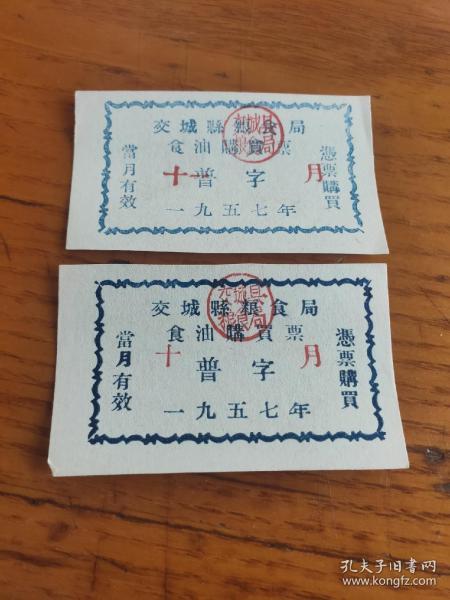 交城縣粮食局
食油購買票
十一 普字 月
一九五七年
當月有效
憑票購買
交城縣粮食局
食油購買票
十 普字 月
一九五七年
當月有效
憑票購買
孔夫子旧书网
www.kongfz.com